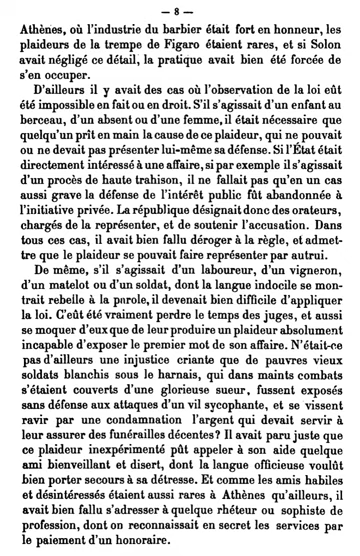 — 8 —
Athènes, où l'industrie du barbier était fort en honneur, les
plaideurs de la trempe de Figaro étaient rares, et si Solon
avait négligé ce détail, la pratique avait bien été forcée de
s'en occuper.
D'ailleurs il y avait des cas où l'observation de la loi eût
été impossible en fait ou en droit. S'il s'agissait d'un enfant au
berceau, d'un absent ou d'une femme, il était nécessaire que
quelqu'un prît en main la cause de ce plaideur, qui ne pouvait
ou ne devait pas présenter lui-même sa défense. Si l'État était
directement intéressé à une affaire, si par exemple il s'agissait
d'un procès de haute trahison, il ne fallait pas qu'en un cas
aussi grave la défense de l'intérêt public fût abandonnée à
l'initiative privée. La république désignait donc des orateurs,
chargés de la représenter, et de soutenir l'accusation. Dans
tous ces cas, il avait bien fallu déroger à la règle, et admet-
tre que le plaideur se pouvait faire représenter par autrui.
De même, s'il s'agissait d'un laboureur, d'un vigneron,
d'un matelot ou d'un soldat, dont la langue indocile se mon-
trait rebelle à la parole, il devenait bien difficile d'appliquer
la loi. C'eût été vraiment perdre le temps des juges, et aussi
se moquer d'eux que de leur produire un plaideur absolument
incapable d'exposer le premier mot de son affaire. N'était-ce
pas d'ailleurs une injustice criante que de pauvres vieux
soldats blanchis sous le harnais, qui dans maints combats
s'étaient couverts d'une glorieuse sueur, fussent exposés
sans défense aux attaques d'un vil sycophante, et se vissent
ravir par une condamnation l'argent qui devait servir à
leur assurer des funérailles décentes? Il avait paru juste que
ce plaideur inexpérimenté pût appeler à son aide quelque
ami bienveillant et disert, dont la langue officieuse voulût
bien porter secours à sa détresse. Et comme les amis habiles
et désintéressés étaient aussi rares à Athènes qu'ailleurs, il
avait bien fallu s'adresser à quelque rhéteur ou sophiste de
profession, dont on reconnaissait en secret les services par
le paiement d'un honoraire.